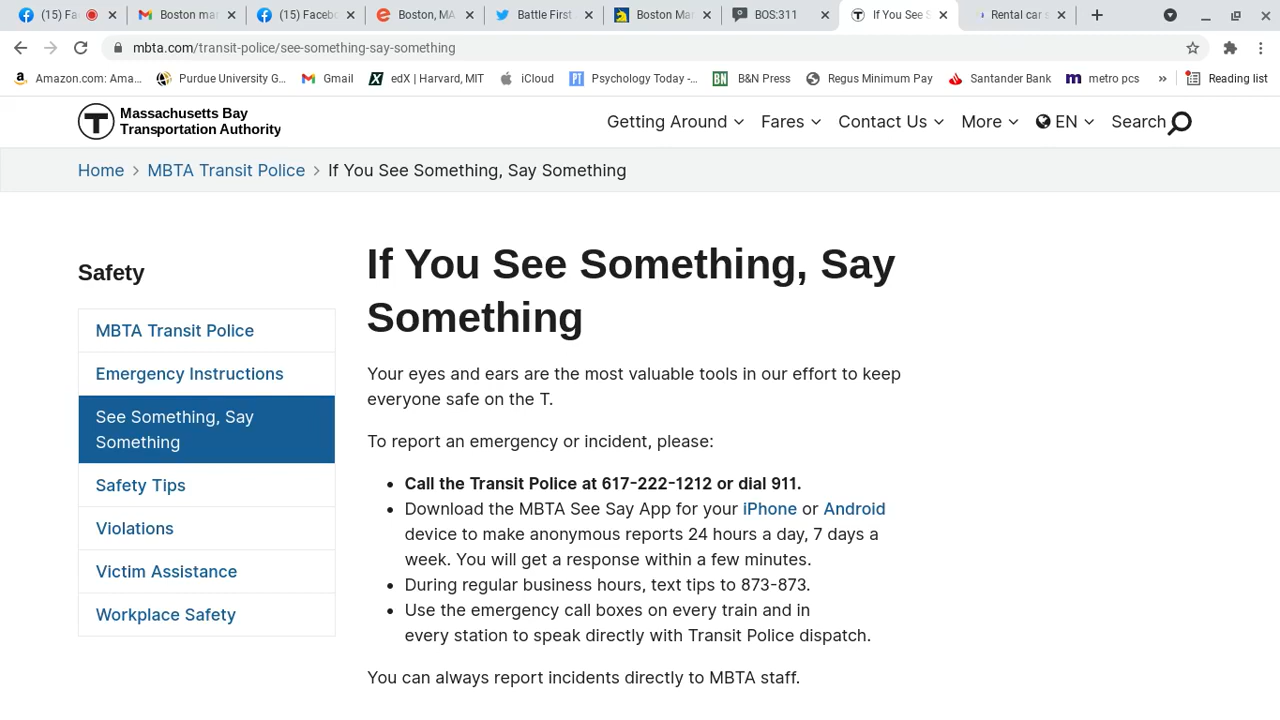 (15) Fa
Boston mar
(15) Faceb
Boston, MA
Battle First
Boston Mar
BOS:311
If You See S
Rental car s
mbta.com/transit-police/see-something-say-something
Amazon.com: Ama...
Purdue University G...
Gmail
edX | Harvard, MIT
iCloud
Psychology Today -...
B&N Press
Regus Minimum Pay
Santander Bank
metro pcs
»
Reading list
Massachusetts Bay
Transportation Authority
Getting Around
Fares
Contact Us
More
EN
Search
Home > MBTA Transit Police > If You See Something, Say Something
Safety
MBTA Transit Police
Emergency Instructions
See Something, Say
Something
Safety Tips
Violations
Victim Assistance
Workplace Safety
If You See Something, Say
Something
Your eyes and ears are the most valuable tools in our effort to keep
everyone safe on the T.
To report an emergency or incident, please:
• Call the Transit Police at 617-222-1212 or dial 911.
• Download the MBTA See Say App for your iPhone or Android
device to make anonymous reports 24 hours a day, 7 days a
week. You will get a response within a few minutes.
• During regular business hours, text tips to 873-873.
• Use the emergency call boxes on every train and in
every station to speak directly with Transit Police dispatch.
You can always report incidents directly to MBTA staff.